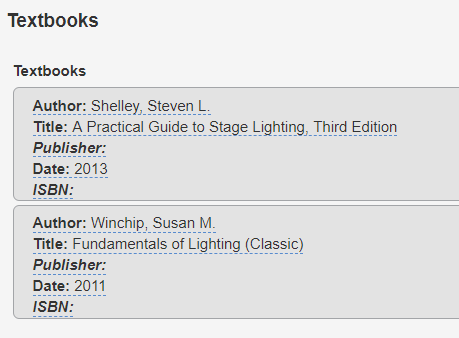 Textbooks
Textbooks
Author: Shelley, Steven L.
Title: A Practical Guide to Stage Lighting, Third Edition
Publisher:
Date: 2013
ISBN:
Author: Winchip, Susan M.
Title: Fundamentals of Lighting (Classic)
Publisher:
Date: 2011
ISBN: